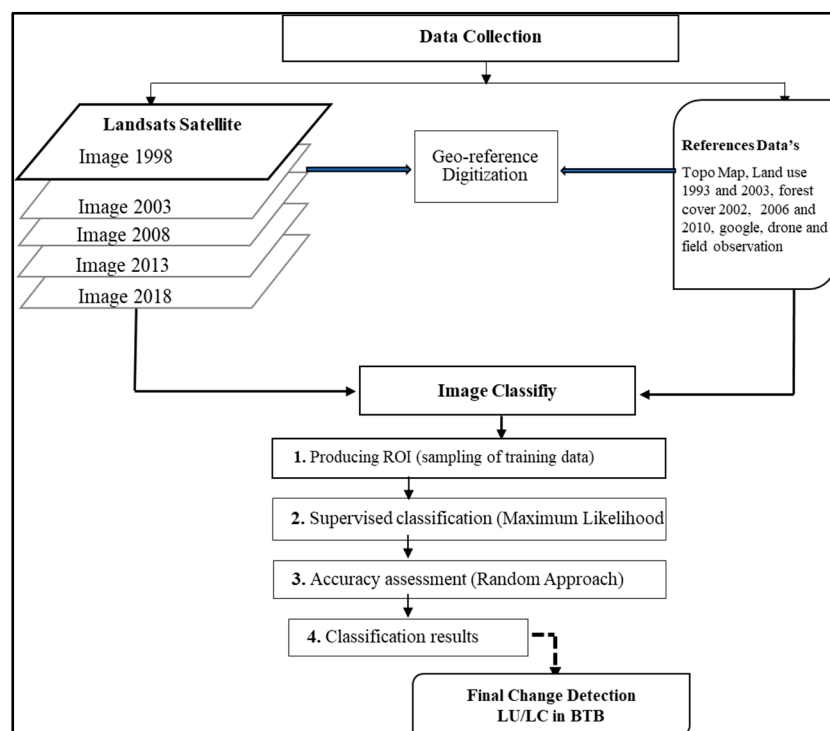 Data Collection
Landsats Satellite
Image 1998
Image 2003
Image 2008
Image 2013
Image 2018
Geo-reference
Digitization
References Data's
Topo Map, Land use
1993 and 2003, forest
cover 2002, 2006 and
2010, google, drone and
field observation
Image Classifiy
1. Producing ROI (sampling of training data)
2. Supervised classification (Maximum Likelihood
3. Accuracy assessment (Random Approach)
4. Classification results
Final Change Detection
LU/LC in BTB